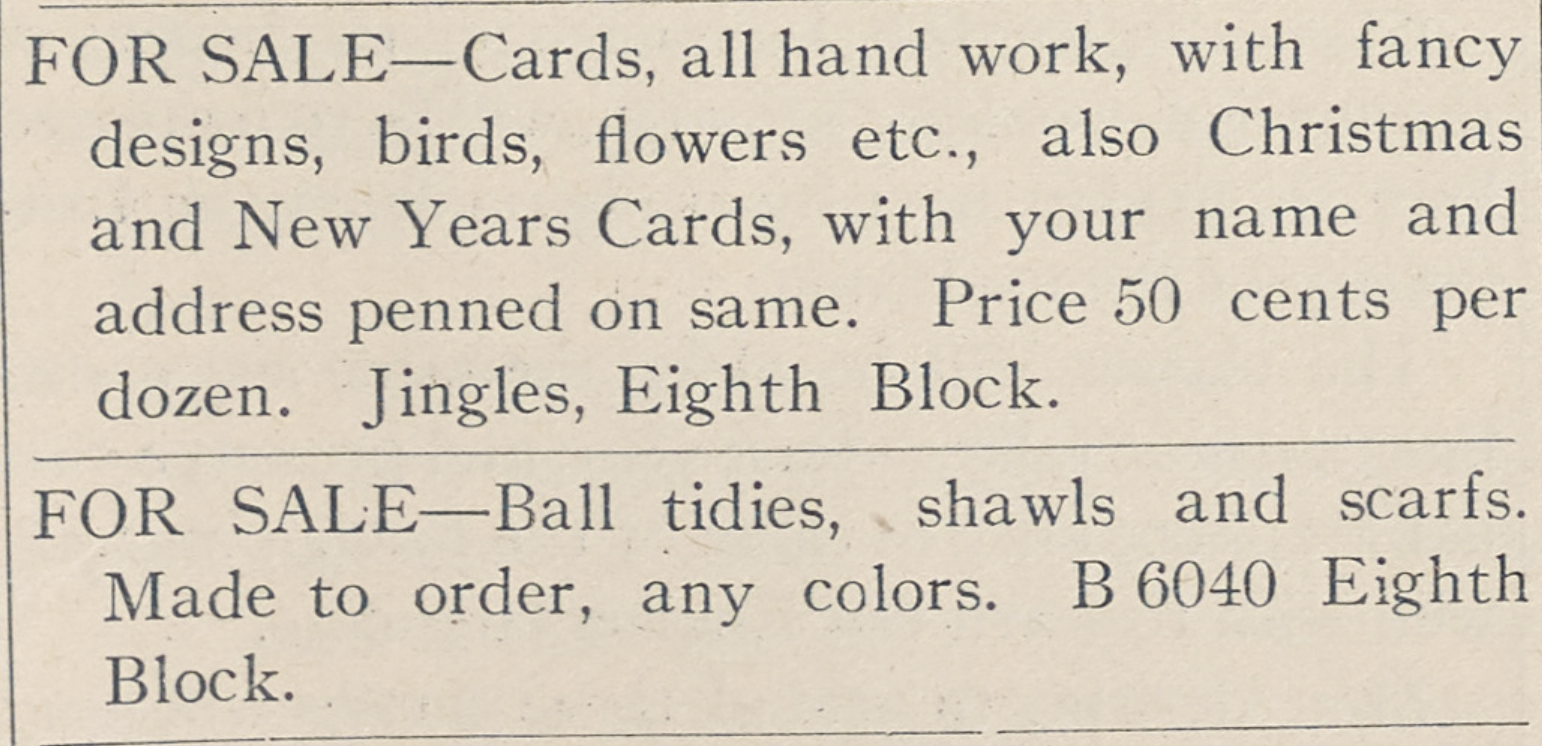 FOR SALE—Cards, all hand work, with fancy
designs, birds, flowers etc., also Christmas
and New Years Cards, with your name and
address penned on same. Price 50 cents per
dozen. Jingles, Eighth Block.
FOR SALE—Ball tidies, shawls and scarfs.
Made to order, any colors. B 6040 Eighth
Block.